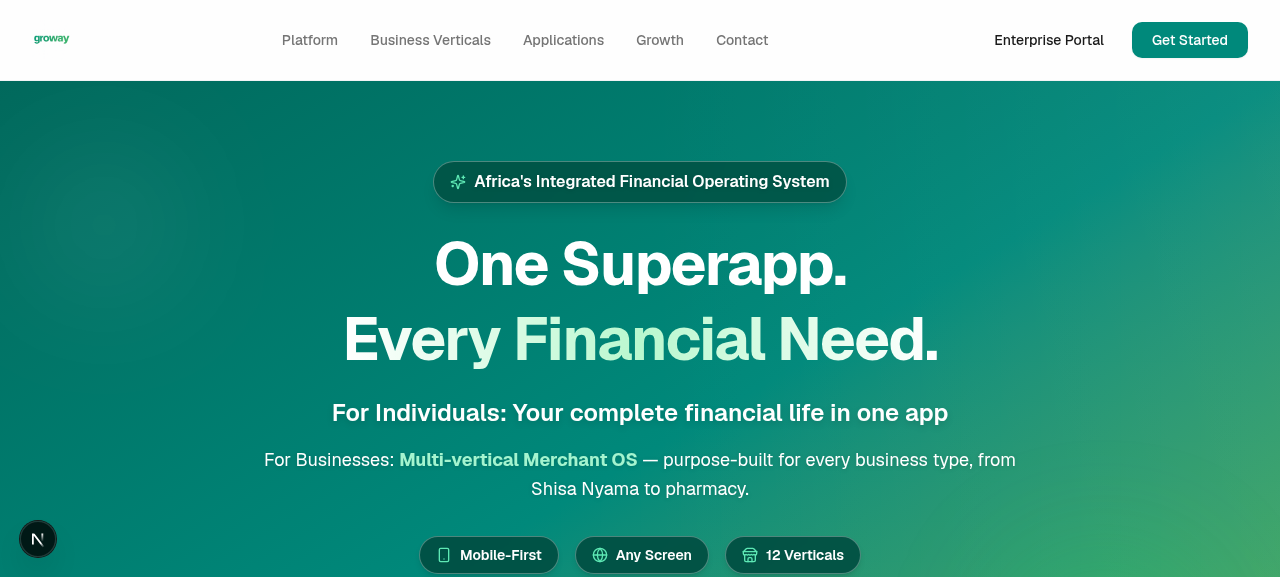 groway
Platform
Business Verticals
Applications
Growth
Contact
Enterprise Portal
Get Started
Africa's Integrated Financial Operating System
One Superapp.
Every Financial Need.
For Individuals: Your complete financial life in one app
For Businesses: Multi-vertical Merchant OS — purpose-built for every business type, from
Shisa Nyama to pharmacy.
N
Mobile-First
Any Screen
12 Verticals